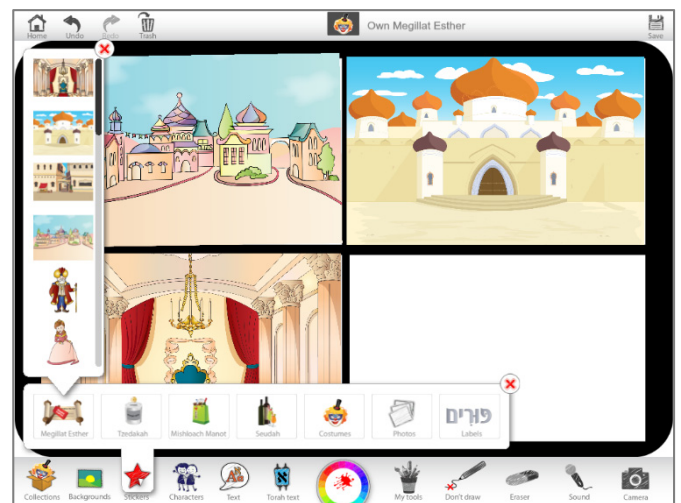 Own Megillat Esther
Home
Undo
Redo
Trash
Save
Megillat Esther
Tzedakah
Mishloach Manot
Seudah
Costumes
Photos
פּוּרִים
Labels
Collections
Backgrounds
Stickers
Characters
Text
Torah text
My tools
Don't draw
Eraser
Sound
Camera